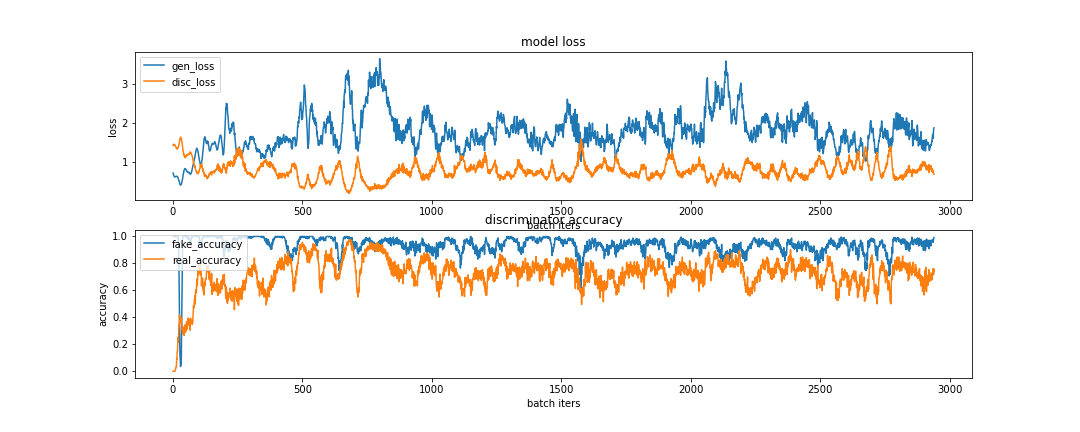 model loss
gen_loss
disc_loss
loss
3
2
1
0
500
1000
1500
2000
2500
3000
batch iters
discriminator accuracy
fake_accuracy
real_accuracy
accuracy
1.0
0.8
0.6
0.4
0.2
0.0
0
500
1000
1500
2000
2500
3000
batch iters